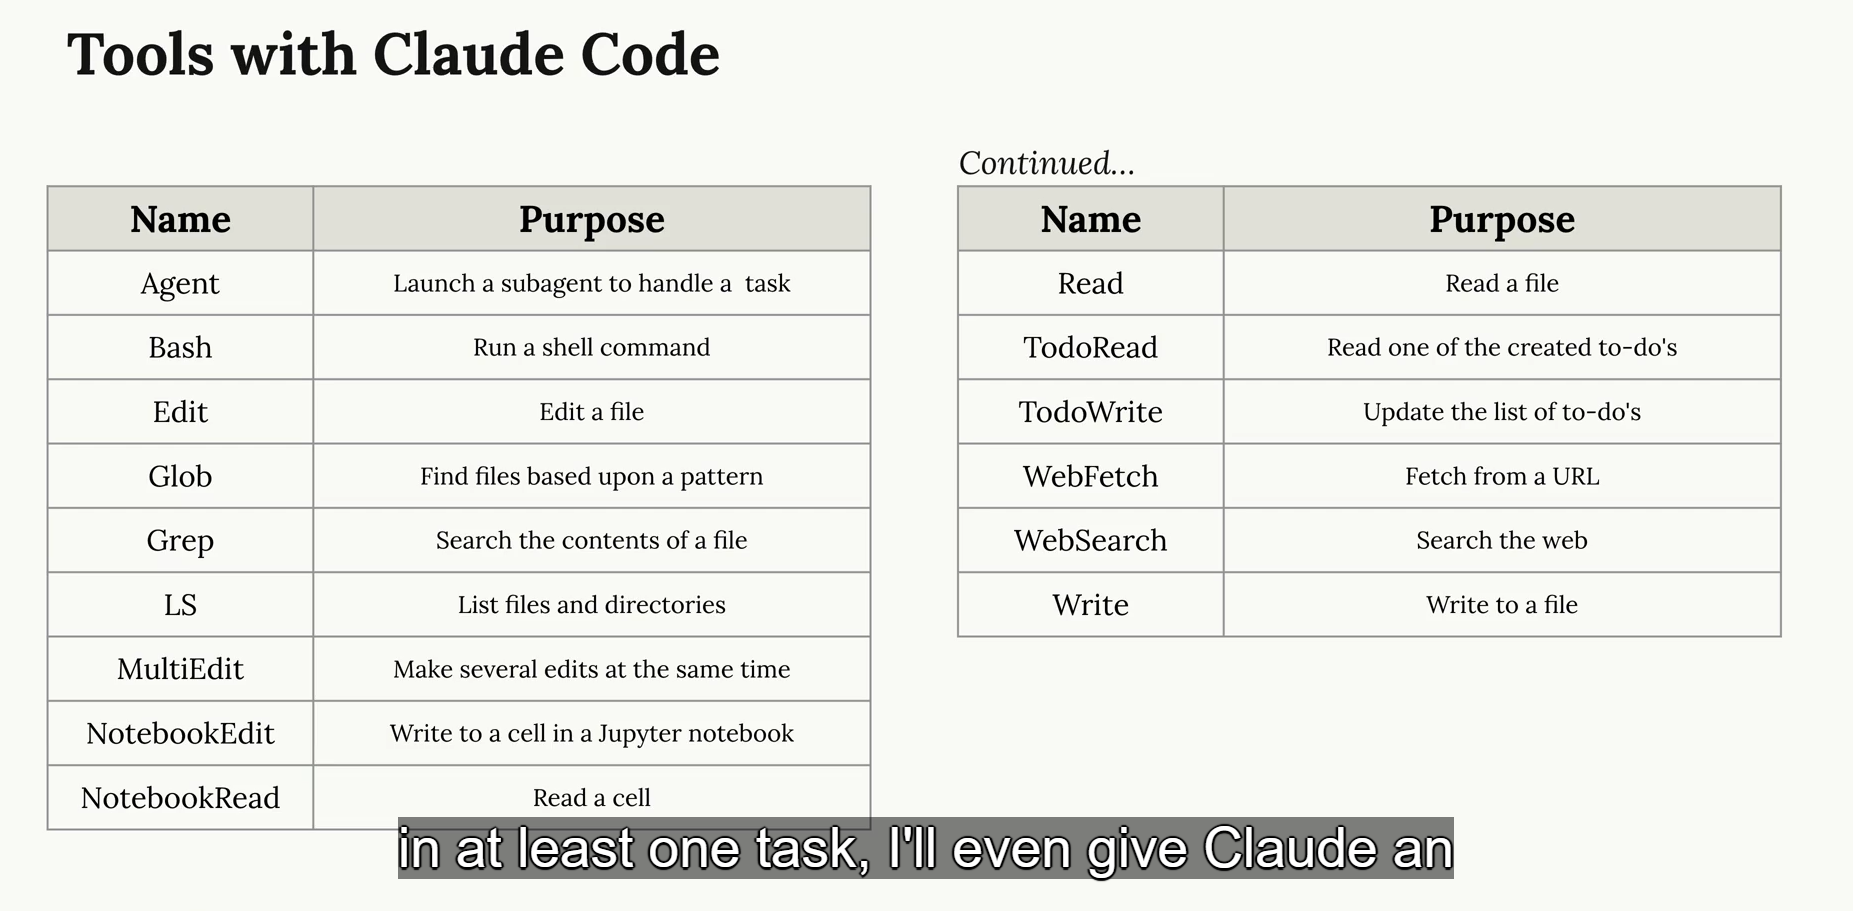 Tools with Claude Code
Name Purpose
Agent Launch a subagent to handle a  task
Bash Run a shell command
Edit Edit a file
Glob Find files based upon a pattern
Grep Search the contents of a file
LS List files and directories
MultiEdit Make several edits at the same time
NotebookEdit Write to a cell in a Jupyter notebook
NotebookRead Read a cell
Continued...
Name Purpose
Read Read a file
TodoRead Read one of the created to-do's
TodoWrite Update the list of to-do's
WebFetch Fetch from a URL
WebSearch Search the web
Write Write to a file
in at least one task, I'll even give Claude an